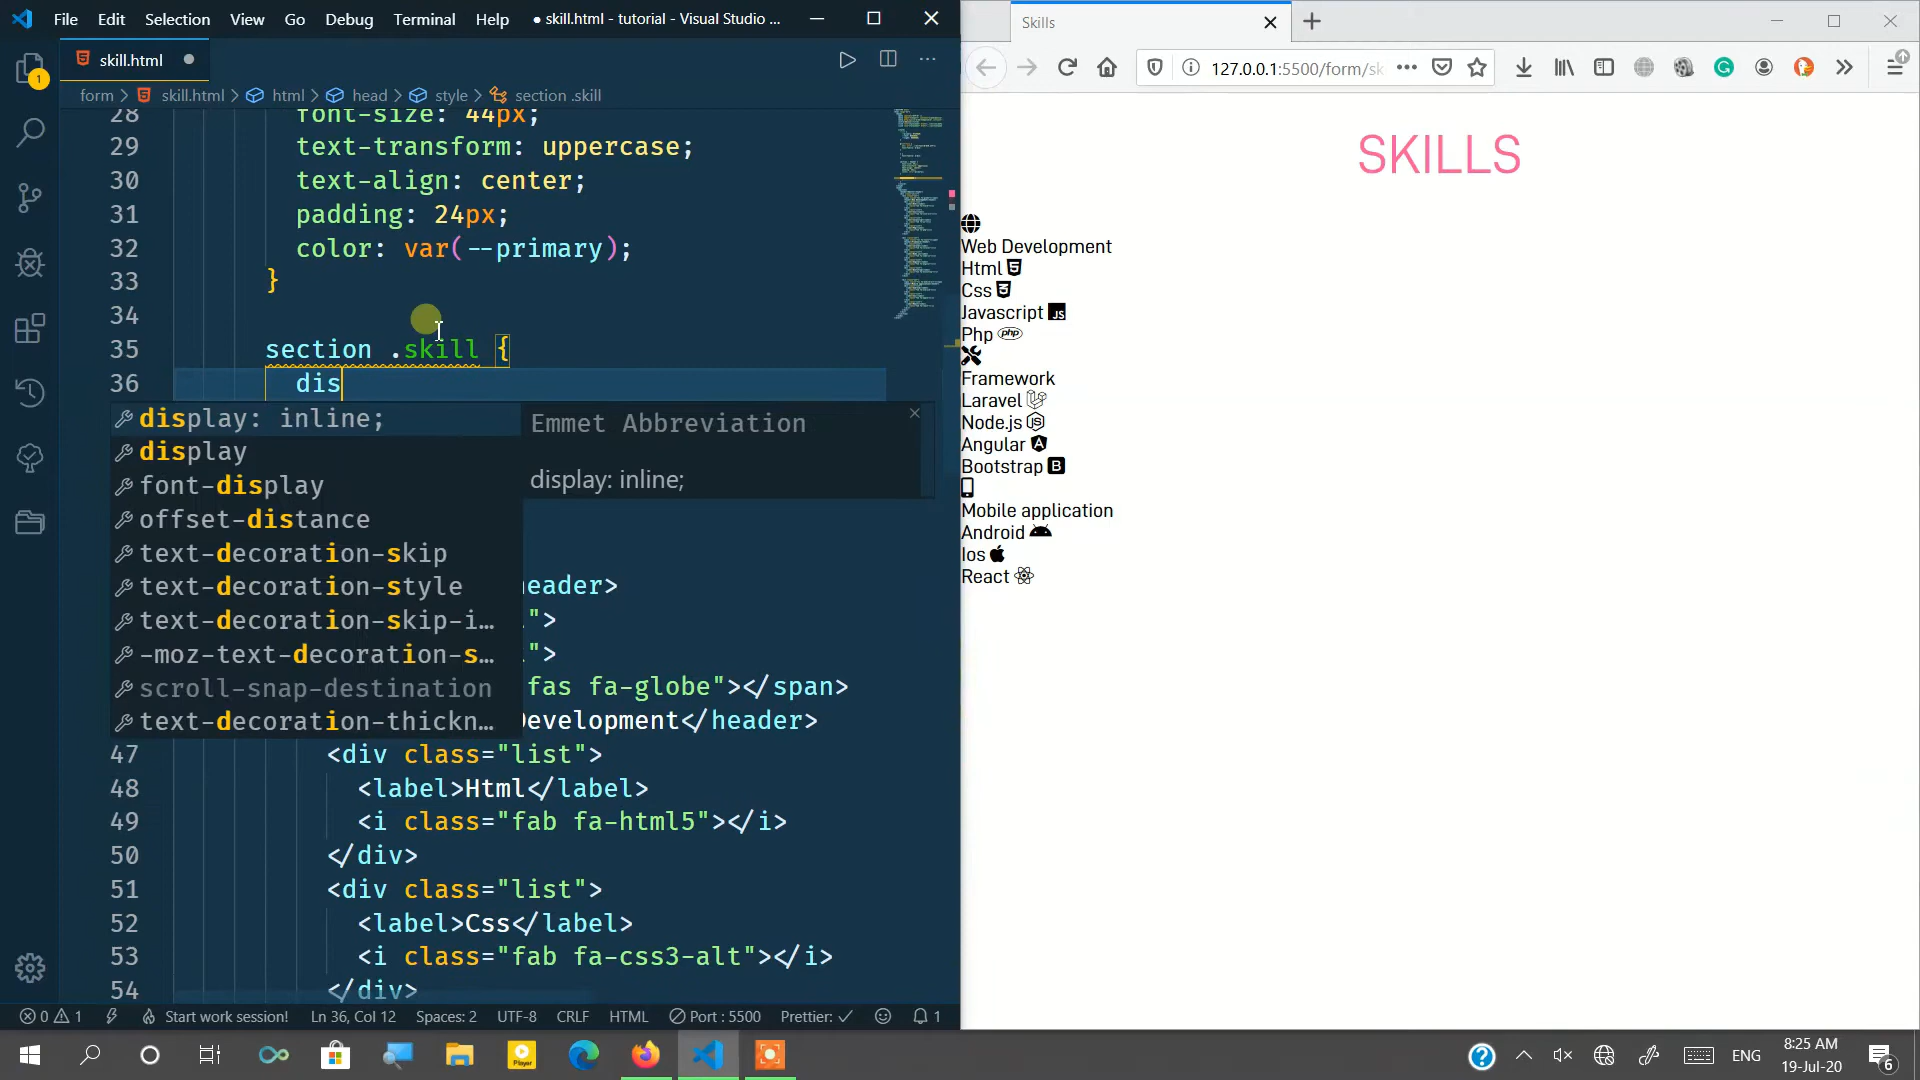 File Edit Selection View Go Debug Terminal Help ● skill.html - tutorial - Visual Studio ...
skill.html
form > skill.html > html > head > style > section .skill
28 font-size: 44px;
29 text-transform: uppercase;
30 text-align: center;
31 padding: 24px;
32 color: var(--primary);
33 }
34
35 section .skill {
36 dis
display: inline;
display
font-display
offset-distance
text-decoration-skip
text-decoration-style
text-decoration-skip-i...
-moz-text-decoration-s...
scroll-snap-destination
text-decoration-thickn...
Emmet Abbreviation
display: inline;
header>
">
">
fas fa-globe"></span>
Development</header>
47 <div class="list">
48 <label>Html</label>
49 <i class="fab fa-html5"></i>
50 </div>
51 <div class="list">
52 <label>Css</label>
53 <i class="fab fa-css3-alt"></i>
54 </div>
0 1 Start work session! Ln 36, Col 12 Spaces: 2 UTF-8 CRLF HTML Port : 5500 Prettier: ✓ 1
1
Skills
127.0.0.1:5500/form/sk
SKILLS
Web Development
Html
Css
Javascript JS
Php php
Framework
Laravel
Node.js
Angular
Bootstrap B
Mobile application
Android
Ios
React
Player
ENG
8:25 AM
19-Jul-20
6